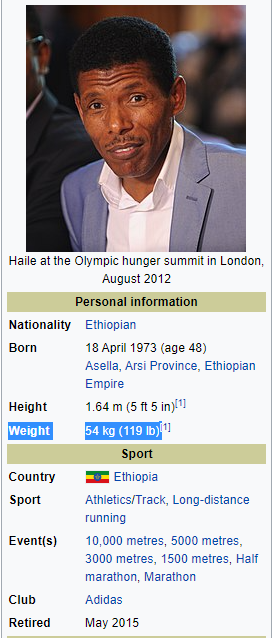 Haile at the Olympic hunger summit in London,
August 2012
Personal information
Nationality Ethiopian
Born 18 April 1973 (age 48)
Asella, Arsi Province, Ethiopian
Empire
Height 1.64 m (5 ft 5 in)[1]
Weight 54 kg (119 lb)[1]
Sport
Country Ethiopia
Sport Athletics/Track, Long-distance
running
Event(s) 10,000 metres, 5000 metres,
3000 metres, 1500 metres, Half
marathon, Marathon
Club Adidas
Retired May 2015